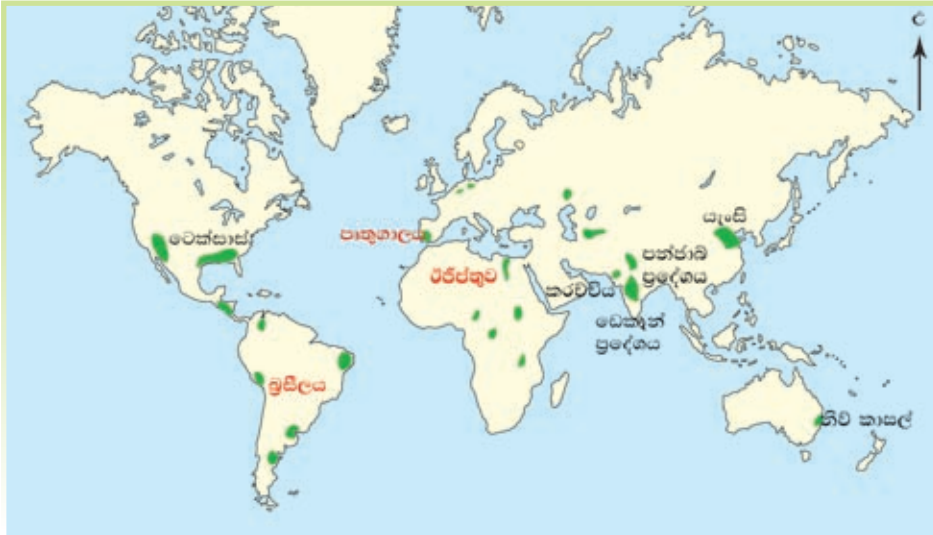 උ
ටෙක්සාස්
පෘතුගාලය
ඊජිප්තුව
කරච්චිය
යැංසි
පන්ජාබ්
ප්‍රදේශය
ඩෙකෑන්
ප්‍රදේශය
බ්‍රසීලය
නිව් කාසල්